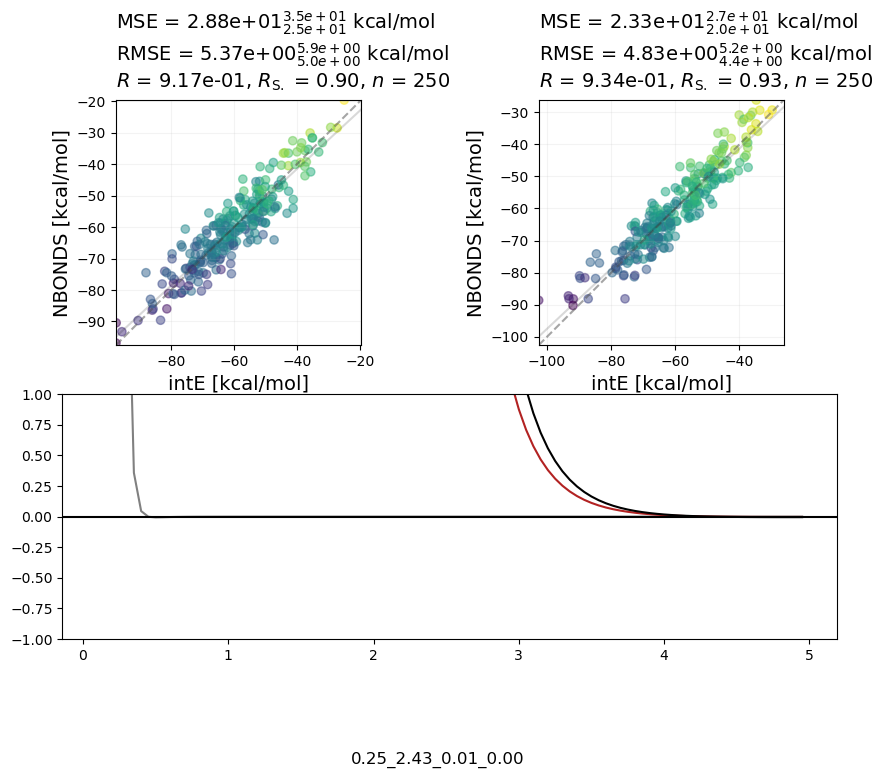 MSE = 2.88e+01 3.5e+01 2.5e+01 kcal/mol
RMSE = 5.37e+00 5.9e+00 5.0e+00 kcal/mol
R = 9.17e-01, R_S. = 0.90, n = 250
−20
−30
−40
−50
−60
−70
−80
−90
NBONDS [kcal/mol]
−80 −60 −40 −20
intE [kcal/mol]
MSE = 2.33e+01 2.7e+01 2.0e+01 kcal/mol
RMSE = 4.83e+00 5.2e+00 4.4e+00 kcal/mol
R = 9.34e-01, R_S. = 0.93, n = 250
−30
−40
−50
−60
−70
−80
−90
−100
NBONDS [kcal/mol]
−100 −80 −60 −40
intE [kcal/mol]
1.00
0.75
0.50
0.25
0.00
−0.25
−0.50
−0.75
−1.00
0 1 2 3 4 5
0.25_2.43_0.01_0.00